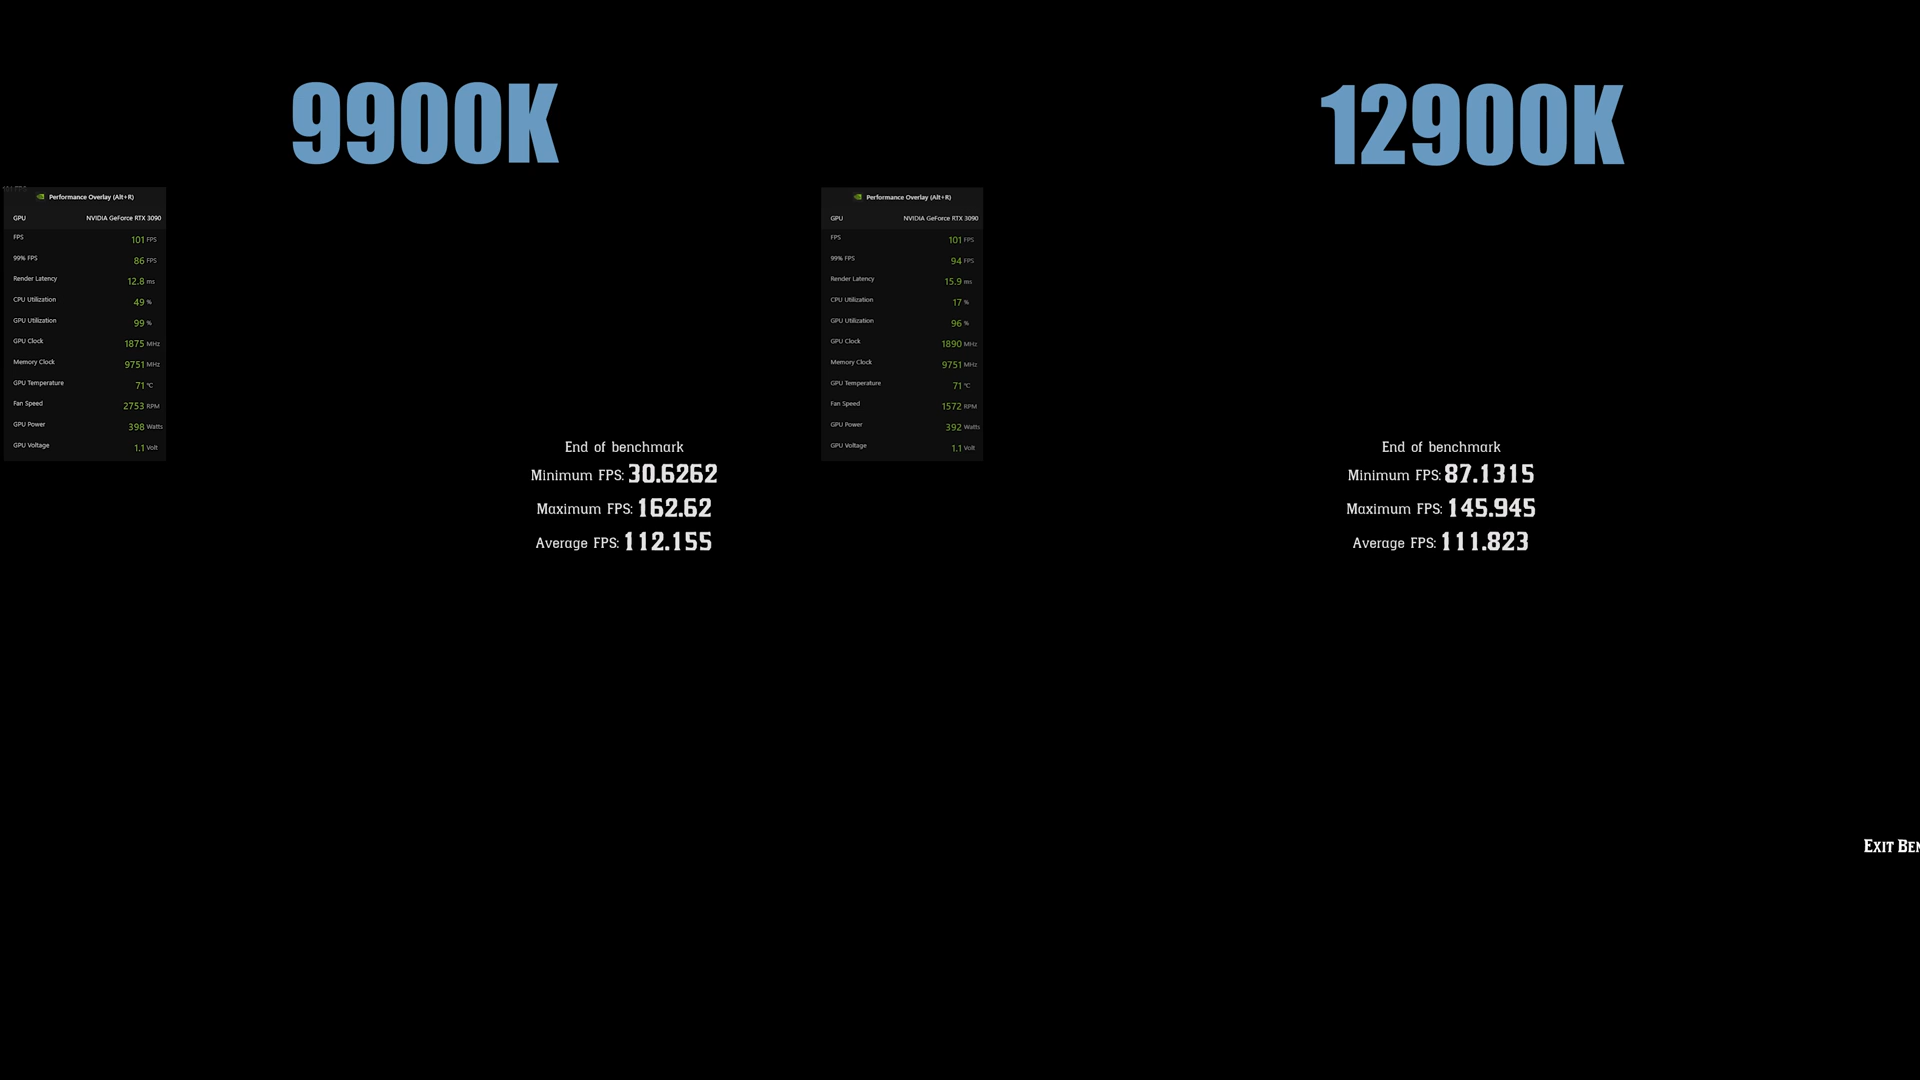 9900K
12900K
Performance Overlay (Alt+R)
GPU NVIDIA GeForce RTX 3090
FPS 101 FPS
99% FPS 86 FPS
Render Latency 12.8 ms
CPU Utilization 49 %
GPU Utilization 99 %
GPU Clock 1875 MHz
Memory Clock 9751 MHz
GPU Temperature 71 °C
Fan Speed 2753 RPM
GPU Power 398 Watts
GPU Voltage 1.1 Volt
End of benchmark
Minimum FPS: 30.6262
Maximum FPS: 162.62
Average FPS: 112.155
Performance Overlay (Alt+R)
GPU NVIDIA GeForce RTX 3090
FPS 101 FPS
99% FPS 94 FPS
Render Latency 15.9 ms
CPU Utilization 17 %
GPU Utilization 96 %
GPU Clock 1890 MHz
Memory Clock 9751 MHz
GPU Temperature 71 °C
Fan Speed 1572 RPM
GPU Power 392 Watts
GPU Voltage 1.1 Volt
End of benchmark
Minimum FPS: 87.1315
Maximum FPS: 145.945
Average FPS: 111.823
EXIT BEN